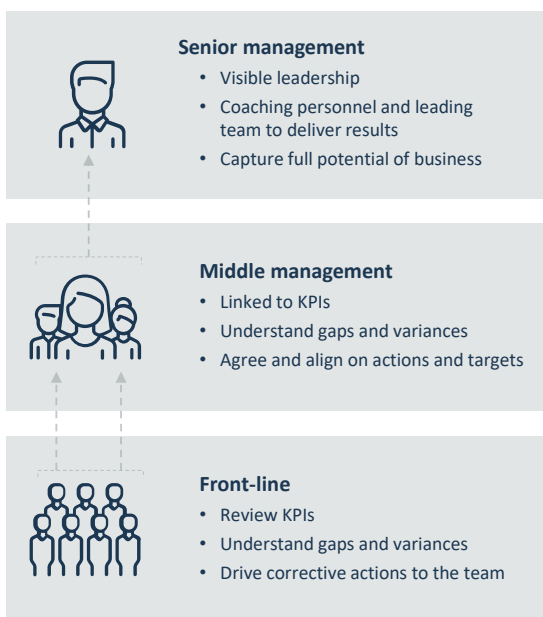 Senior management
• Visible leadership
• Coaching personnel and leading
team to deliver results
• Capture full potential of business
Middle management
• Linked to KPIs
• Understand gaps and variances
• Agree and align on actions and targets
Front-line
• Review KPIs
• Understand gaps and variances
• Drive corrective actions to the team